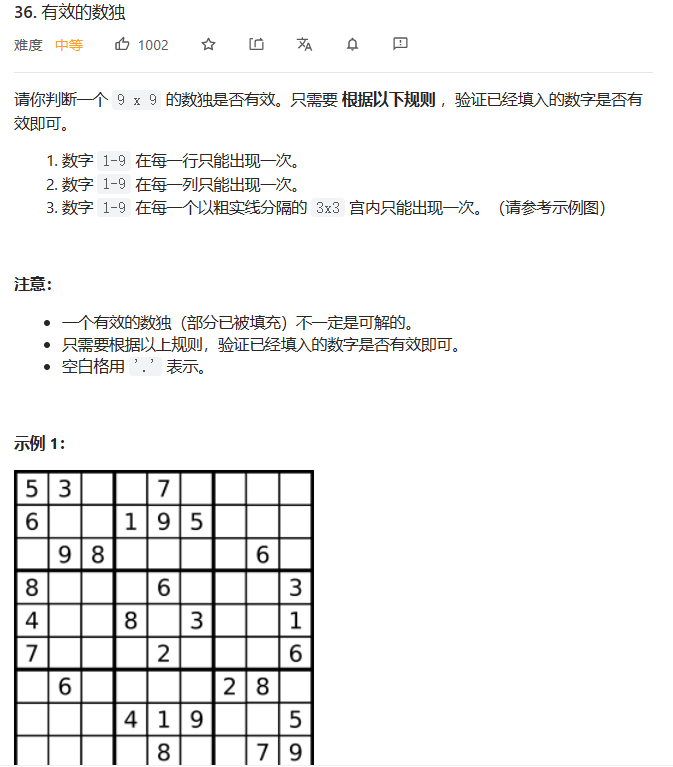 36. 有效的数独
难度 中等 1002
请你判断一个 9 x 9 的数独是否有效。只需要 根据以下规则 ，验证已经填入的数字是否有
效即可。
1. 数字 1-9 在每一行只能出现一次。
2. 数字 1-9 在每一列只能出现一次。
3. 数字 1-9 在每一个以粗实线分隔的 3x3 宫内只能出现一次。（请参考示例图）
注意：
• 一个有效的数独（部分已被填充）不一定是可解的。
• 只需要根据以上规则，验证已经填入的数字是否有效即可。
• 空白格用 '.' 表示。
示例 1：
5 3 7
6 1 9 5
9 8 6
8 6 3
4 8 3 1
7 2 6
6 2 8
4 1 9 5
8 7 9